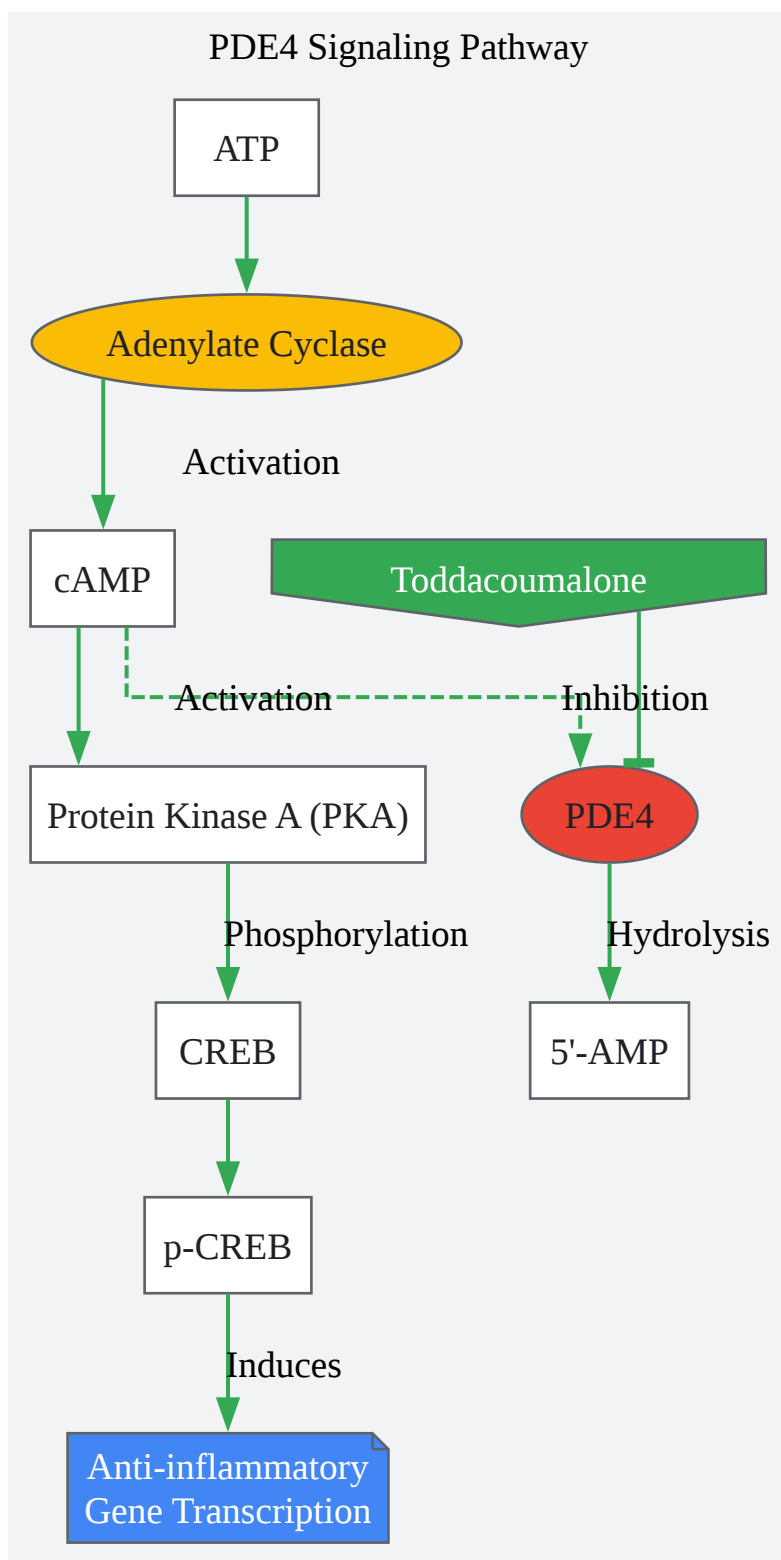 PDE4 Signaling Pathway
ATP
Adenylate Cyclase
Activation
cAMP
Toddacoumalone
Activation
Inhibition
Protein Kinase A (PKA)
PDE4
Phosphorylation
Hydrolysis
CREB
5'-AMP
p-CREB
Induces
Anti-inflammatory
Gene Transcription